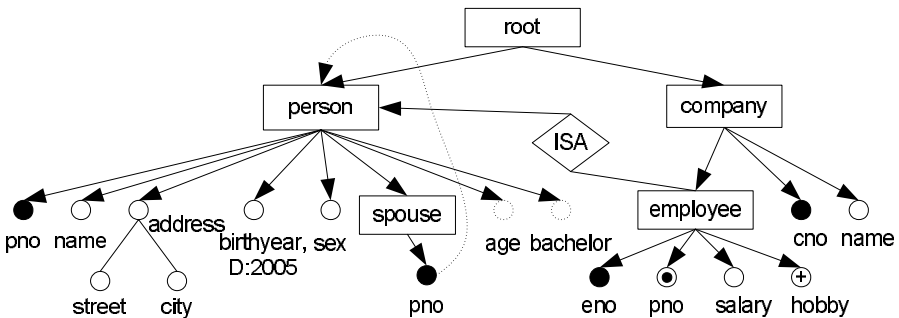 root
person
company
ISA
spouse
employee
pno
name
address
birthyear, sex
D:2005
age
bachelor
cno
name
street
city
pno
eno
pno
salary
+
hobby